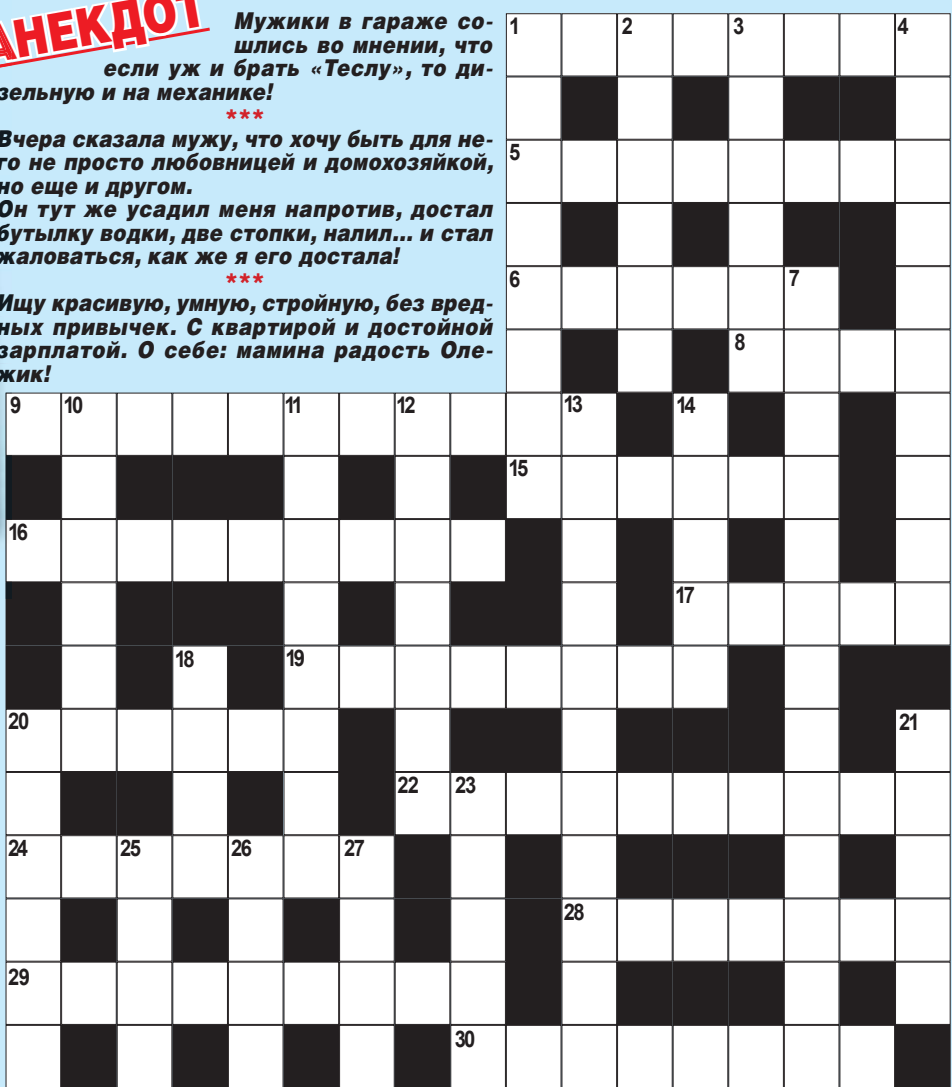 АНЕКДОТ
Мужики в гараже со-
шлись во мнении, что
если уж и брать «Теслу», то ди-
зельную и на механике!
***
Вчера сказала мужу, что хочу быть для не-
го не просто любовницей и домохозяйкой,
но еще и другом.
Он тут же усадил меня напротив, достал
бутылку водки, две стопки, налил... и стал
жаловаться, как же я его достала!
***
Ищу красивую, умную, стройную, без вред-
ных привычек. С квартирой и достойной
зарплатой. О себе: мамина радость Оле-
жик!
1 2 3 4
5
6 7
8
9 10 11 12 13 14
15
16
17
18 19
20 21
22 23
24 25 26 27
28
29
30